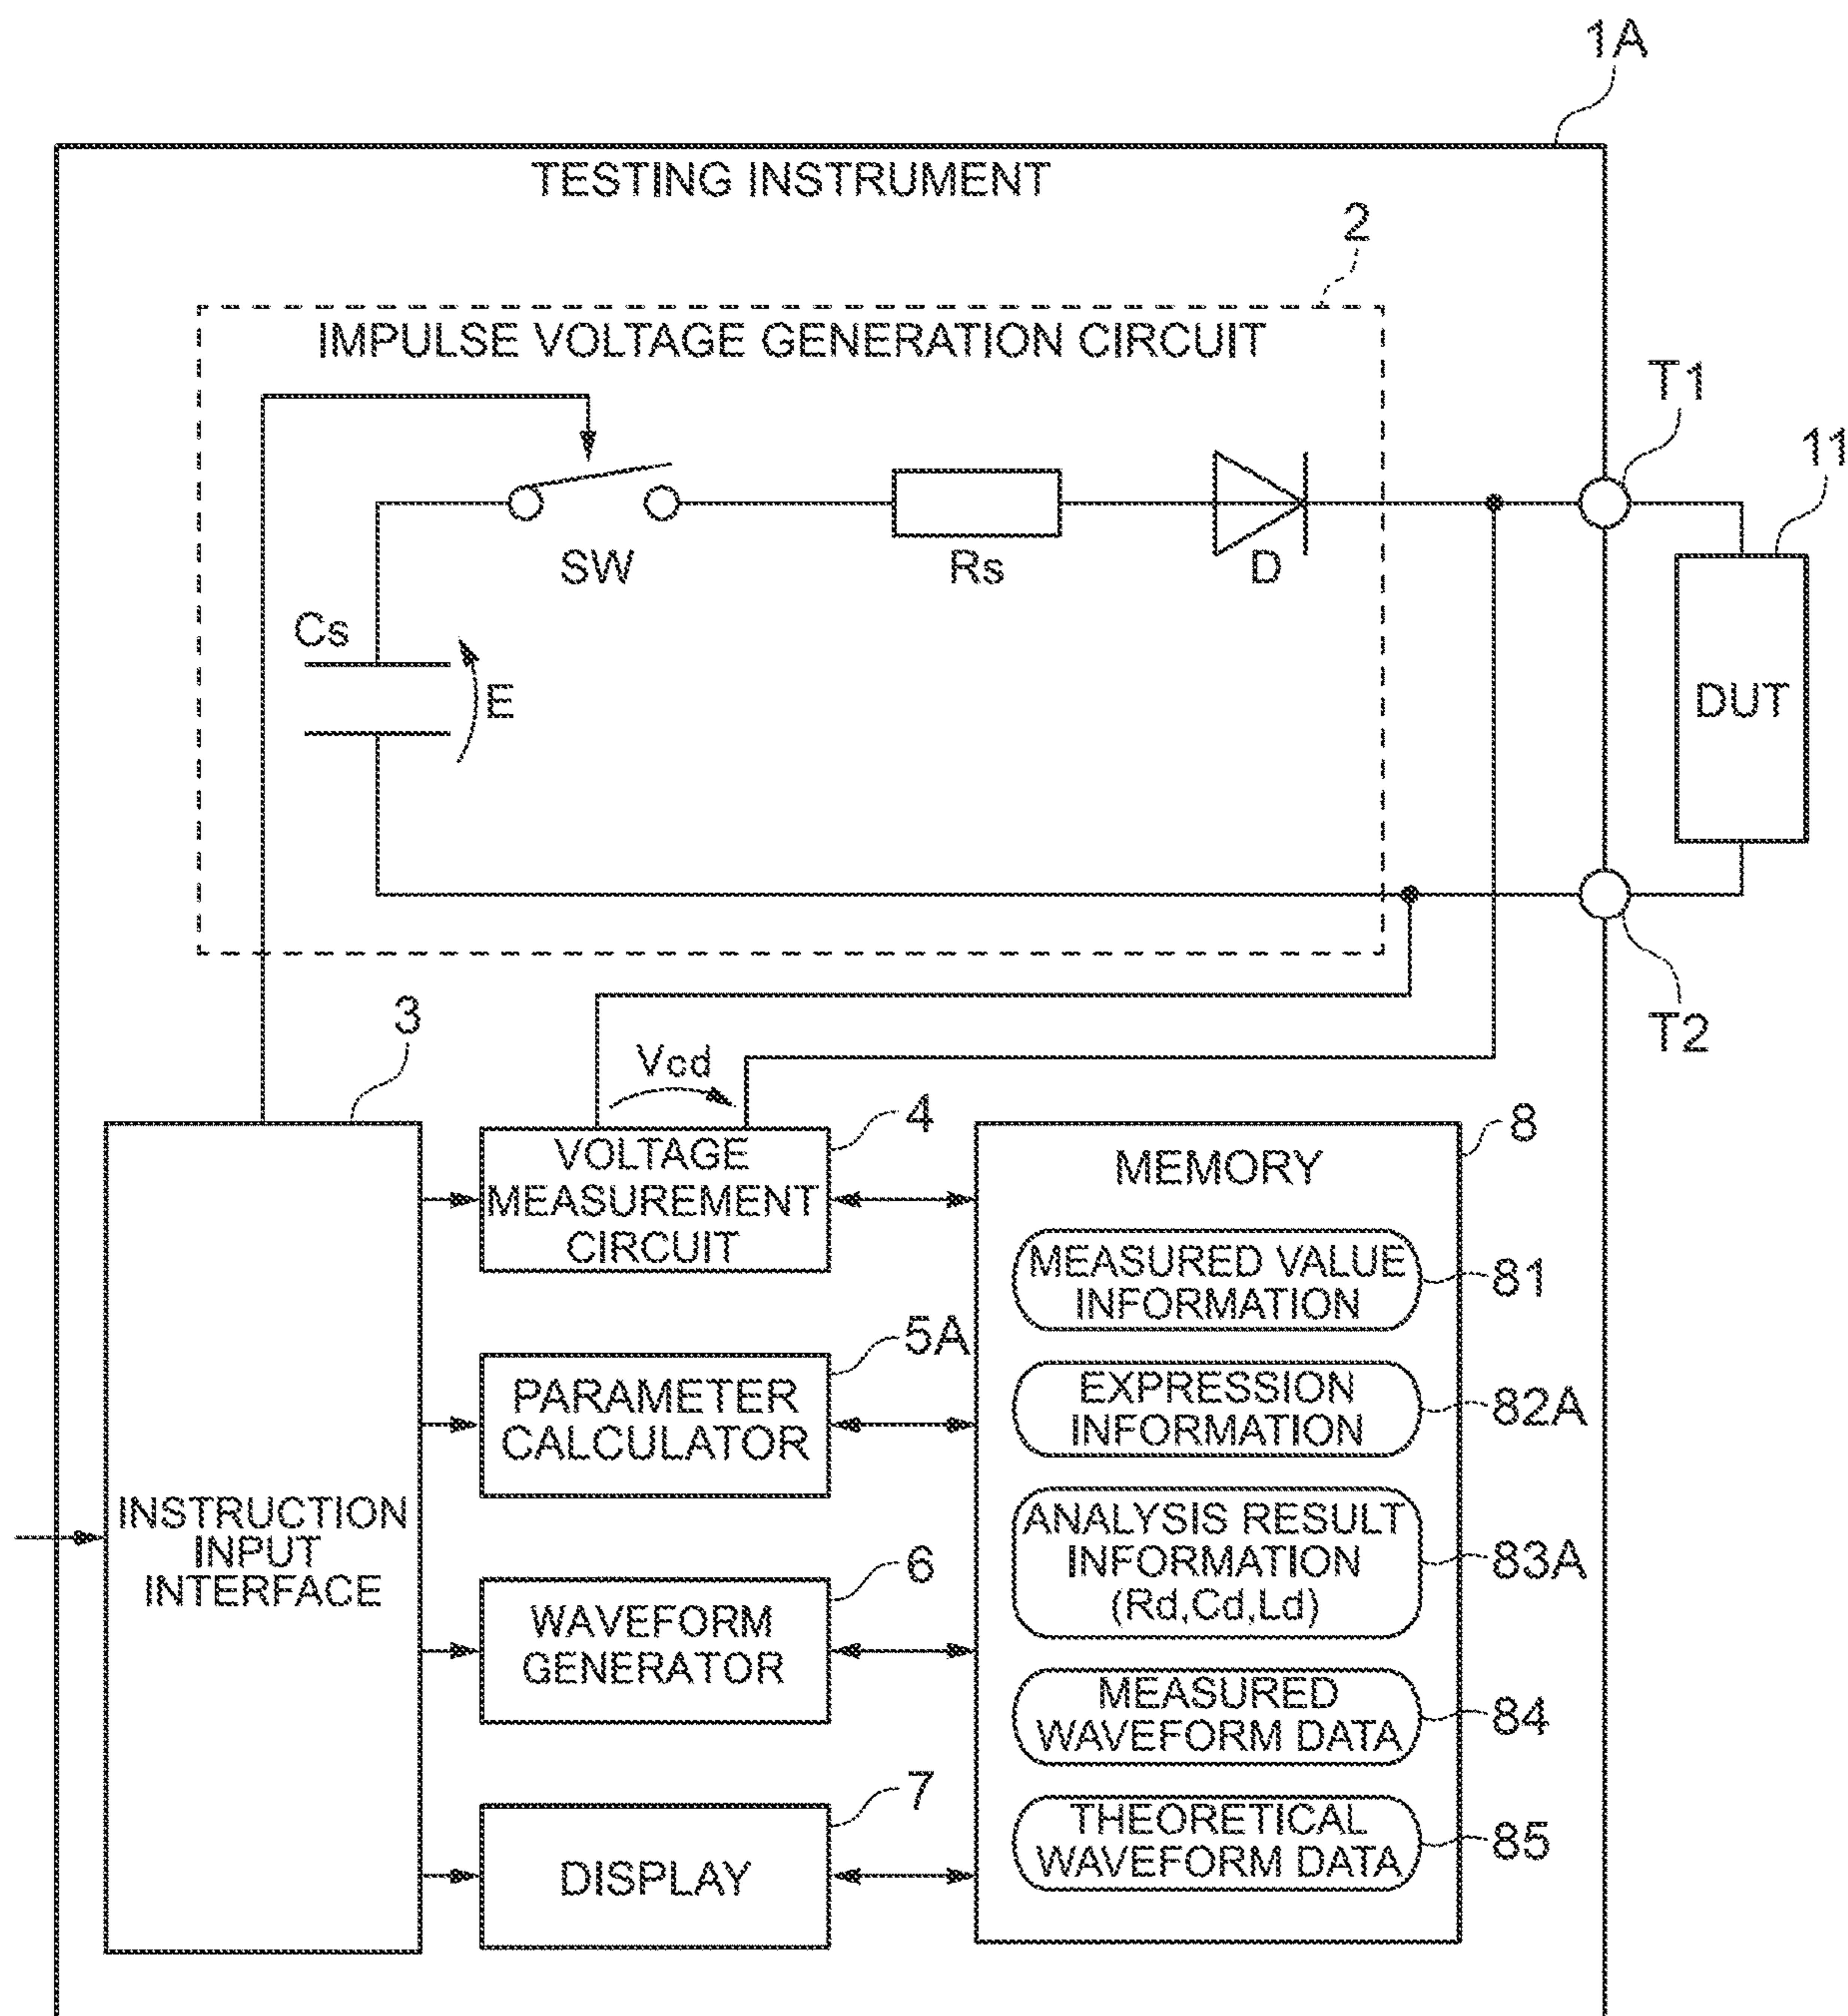 1A
TESTING INSTRUMENT
2
IMPULSE VOLTAGE GENERATION CIRCUIT
T1
11
SW
Rs
D
Cs
E
DUT
T2
3
Vcd
4
VOLTAGE
MEASUREMENT
CIRCUIT
8
MEMORY
MEASURED VALUE
INFORMATION
81
5A
PARAMETER
CALCULATOR
EXPRESSION
INFORMATION
82A
INSTRUCTION
INPUT
INTERFACE
ANALYSIS RESULT
INFORMATION
(Rd,Cd,Ld)
83A
6
WAVEFORM
GENERATOR
MEASURED
WAVEFORM DATA
84
7
DISPLAY
THEORETICAL
WAVEFORM DATA
85